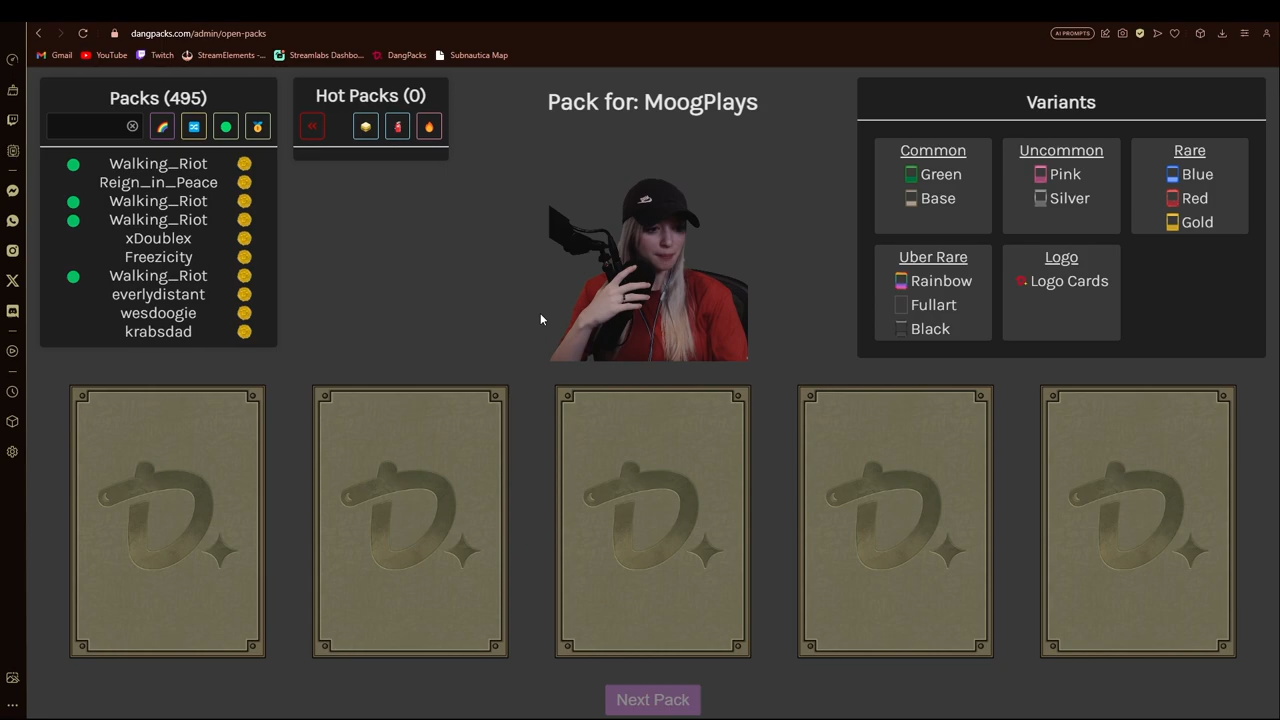 dangpacks.com/admin/open-packs
AI PROMPTS
Gmail
YouTube
Twitch
StreamElements -...
Streamlabs Dashbo...
DangPacks
Subnautica Map
Packs (495)
Walking_Riot
Reign_in_Peace
Walking_Riot
Walking_Riot
xDoublex
Freezicity
Walking_Riot
everlydistant
wesdoogie
krabsdad
Hot Packs (0)
Pack for: MoogPlays
Variants
Common
Green
Base
Uncommon
Pink
Silver
Rare
Blue
Red
Gold
Uber Rare
Rainbow
Fullart
Black
Logo
Logo Cards
Next Pack